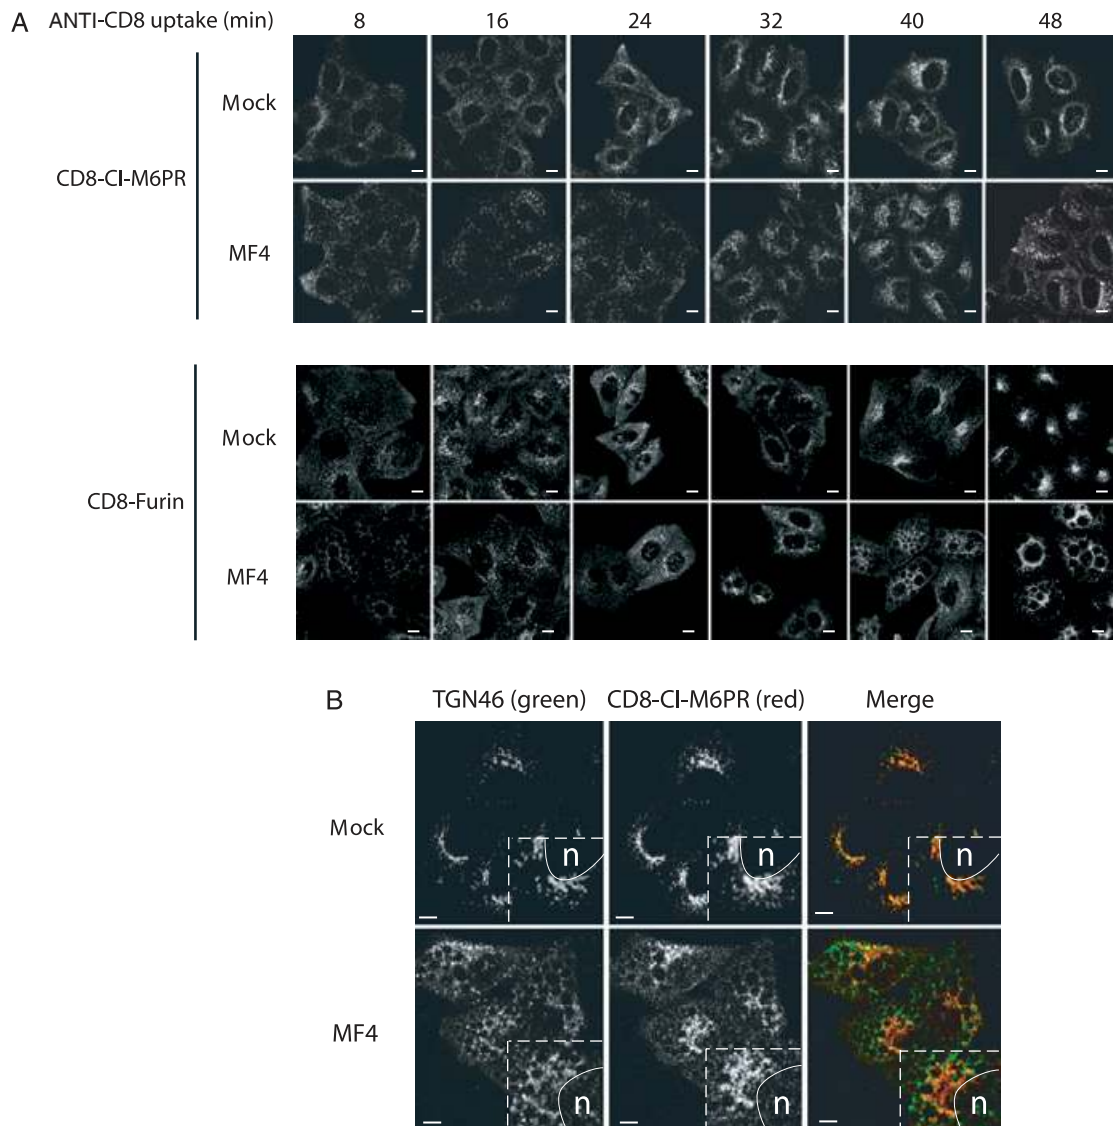 A ANTI-CD8 uptake (min) 8 16 24 32 40 48
Mock
CD8-CI-M6PR
MF4
Mock
CD8-Furin
MF4
B TGN46 (green) CD8-CI-M6PR (red) Merge
Mock
n n n
MF4
n n n